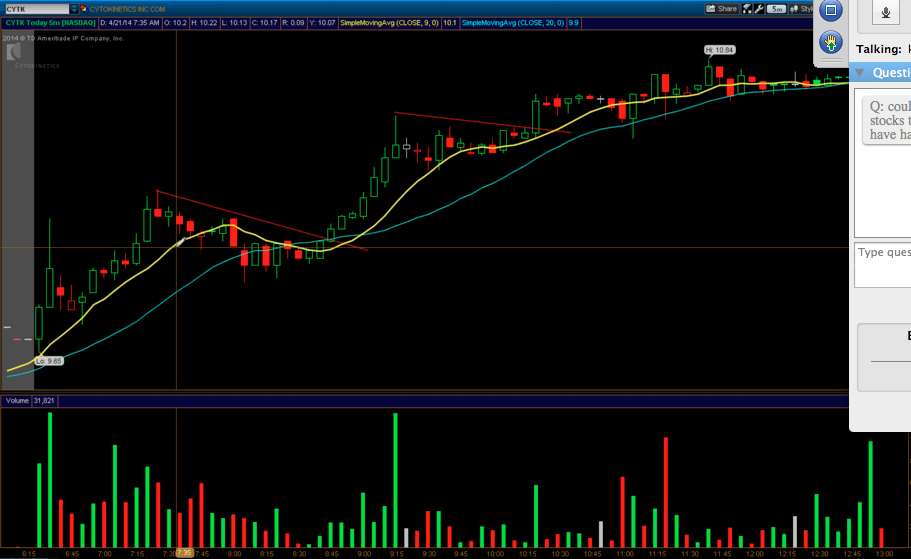 CYTK
CYTOKINETICS INC COM
Share
5m
Styl
CYTK Today 5m [NASDAQ]
D: 4/21/14 7:35 AM
O: 10.2
H: 10.22
L: 10.13
C: 10.17
R: 0.09
Y: 10.07
SimpleMovingAvg (CLOSE, 9, 0)
10.1
SimpleMovingAvg (CLOSE, 20, 0)
9.9
2014 © TD Ameritrade IP Company, Inc.
CYTOKINETICS
Hi: 10.84
Lo: 9.65
Volume
31,821
6:15 6:45 7:00 7:15 7:30 7:35 7:45 8:00 8:15 8:30 8:45 9:00 9:15 9:30 9:45 10:00 10:15 10:30 10:45 11:00 11:15 11:30 11:45 12:00 12:15 12:30 12:45 13:00
Talking:
Questi
Q: coul
stocks t
have ha
Type ques